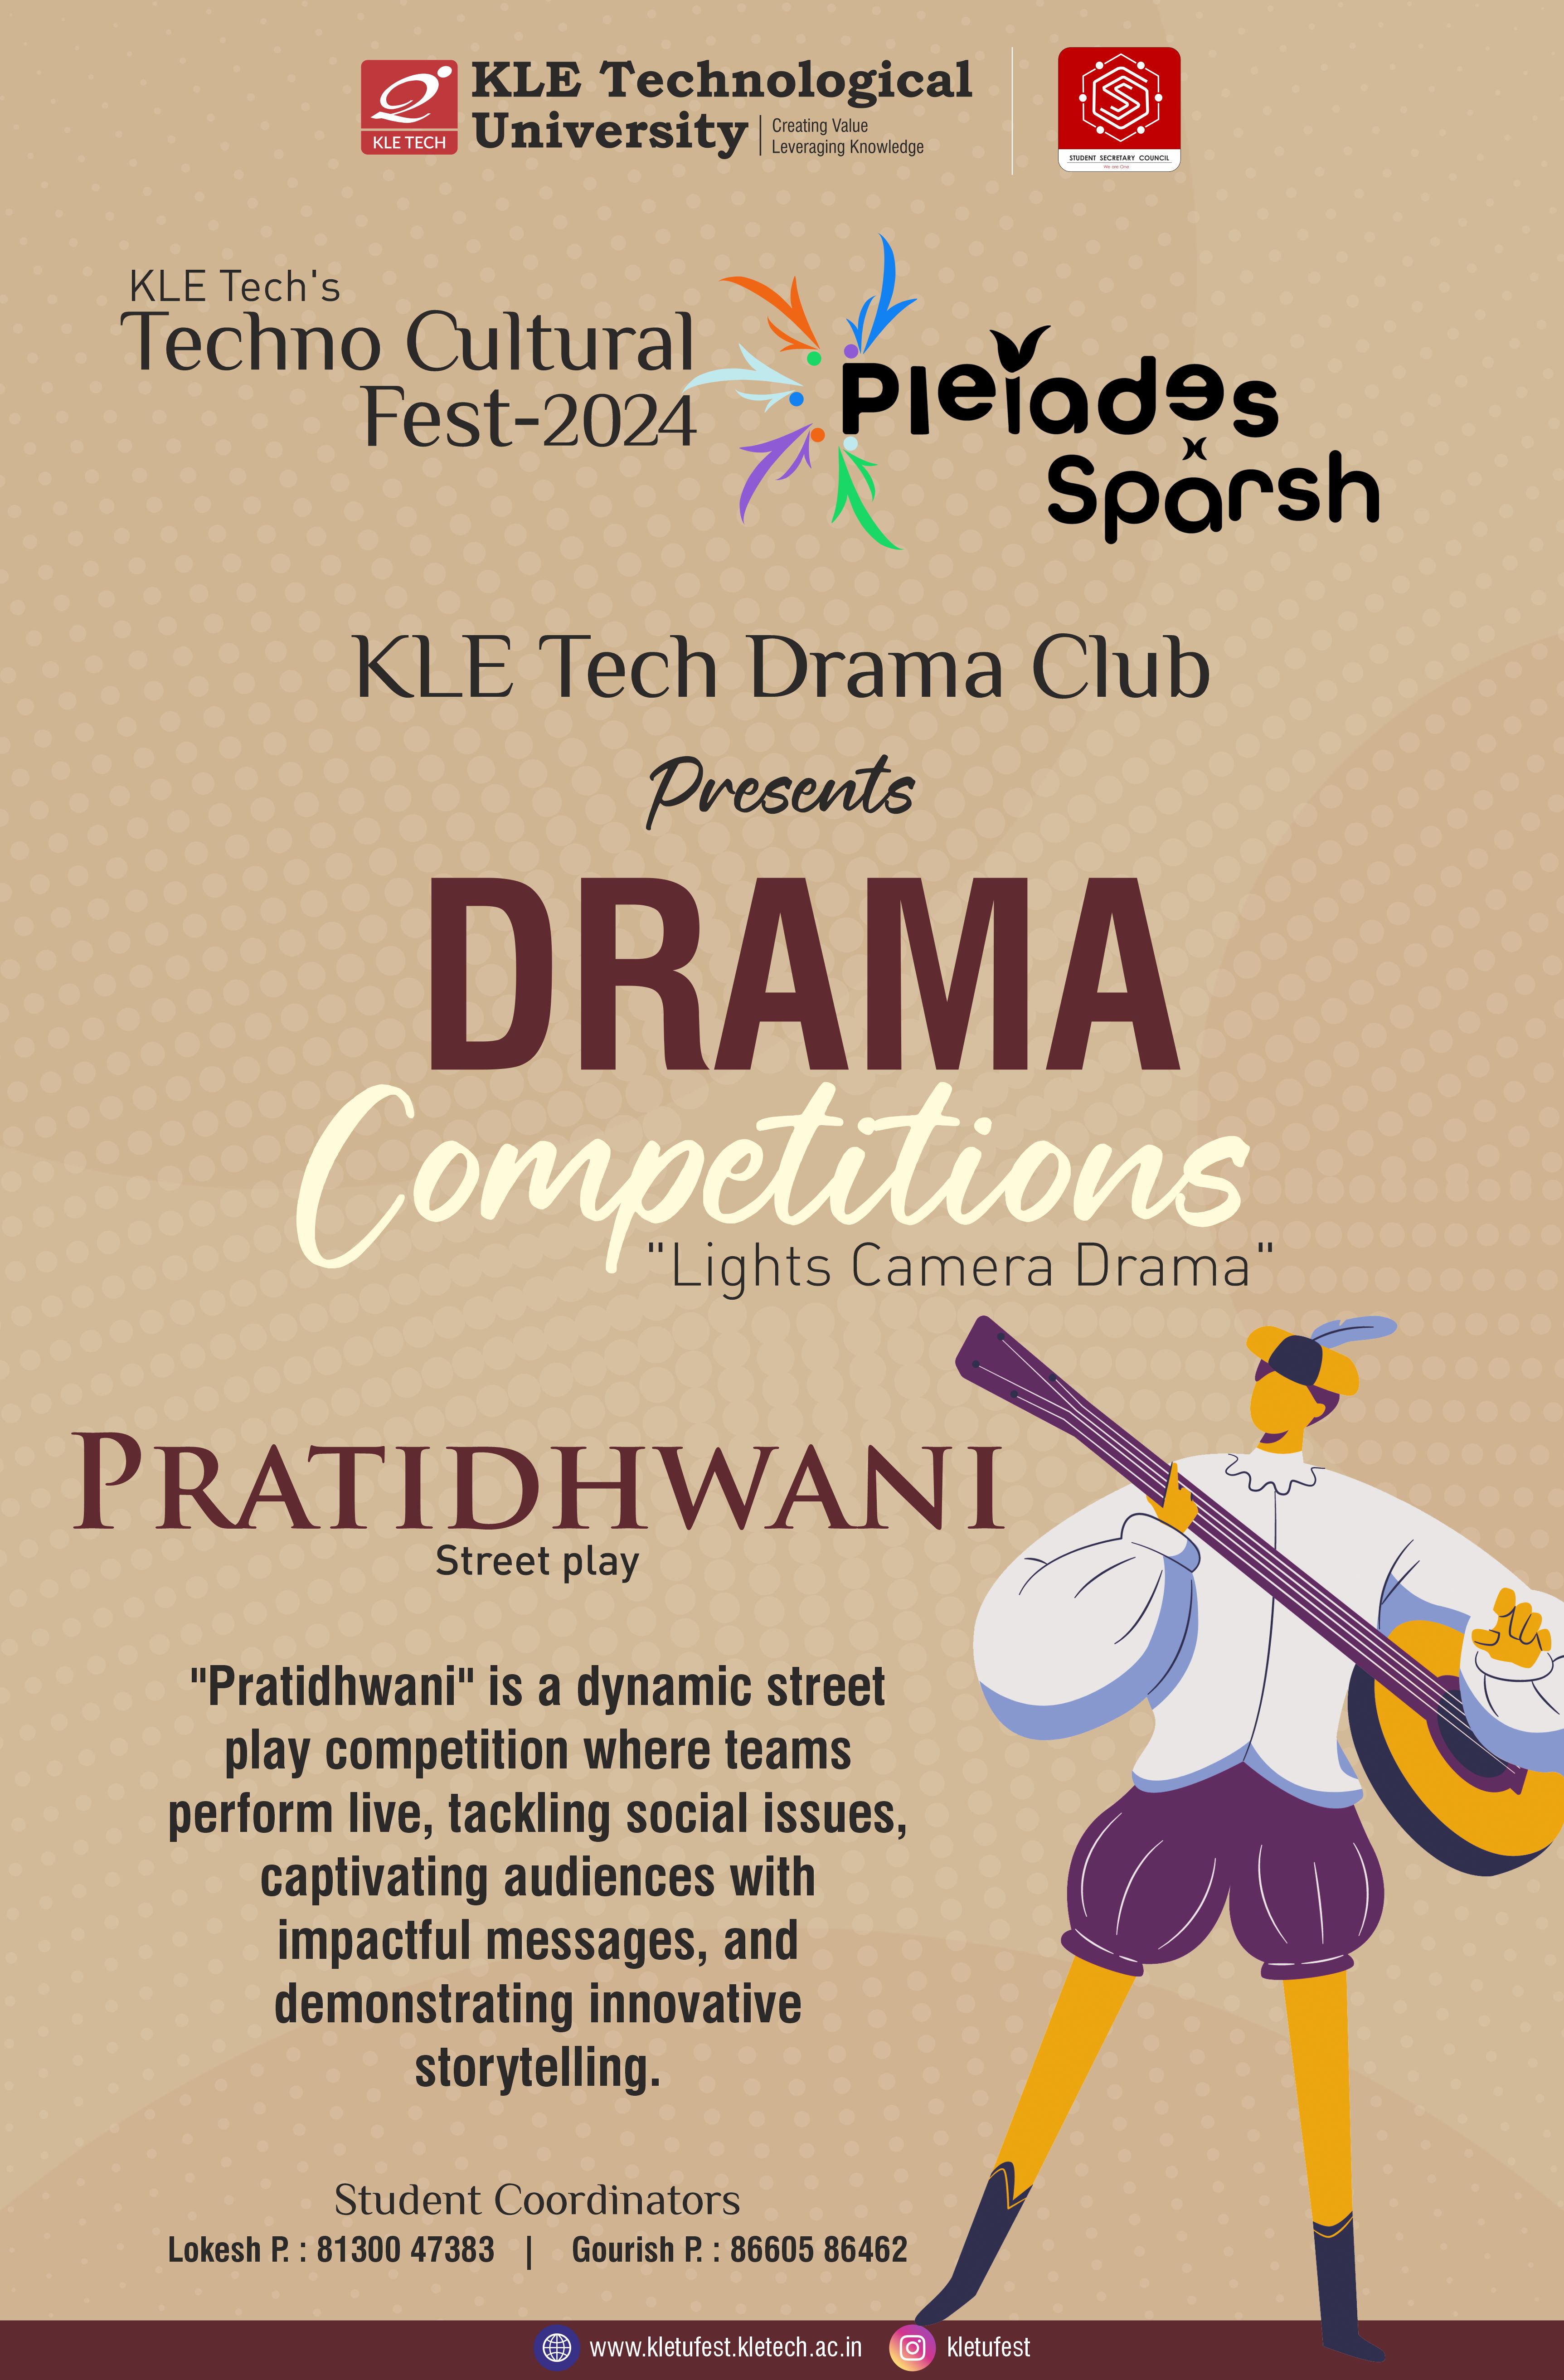 KLE TECH
KLE Technological
University
Creating Value
Leveraging Knowledge
STUDENT SECRETARY COUNCIL
We are One
KLE Tech's
Techno Cultural
Fest-2024
Pleiades
Sparsh
KLE Tech Drama Club
Presents
DRAMA
Competitions
"Lights Camera Drama"
PRATIDHWANI
Street play
"Pratidhwani" is a dynamic street
play competition where teams
perform live, tackling social issues,
captivating audiences with
impactful messages, and
demonstrating innovative
storytelling.
Student Coordinators
Lokesh P. : 81300 47383 | Gourish P. : 86605 86462
www.kletufest.kletech.ac.in kletufest